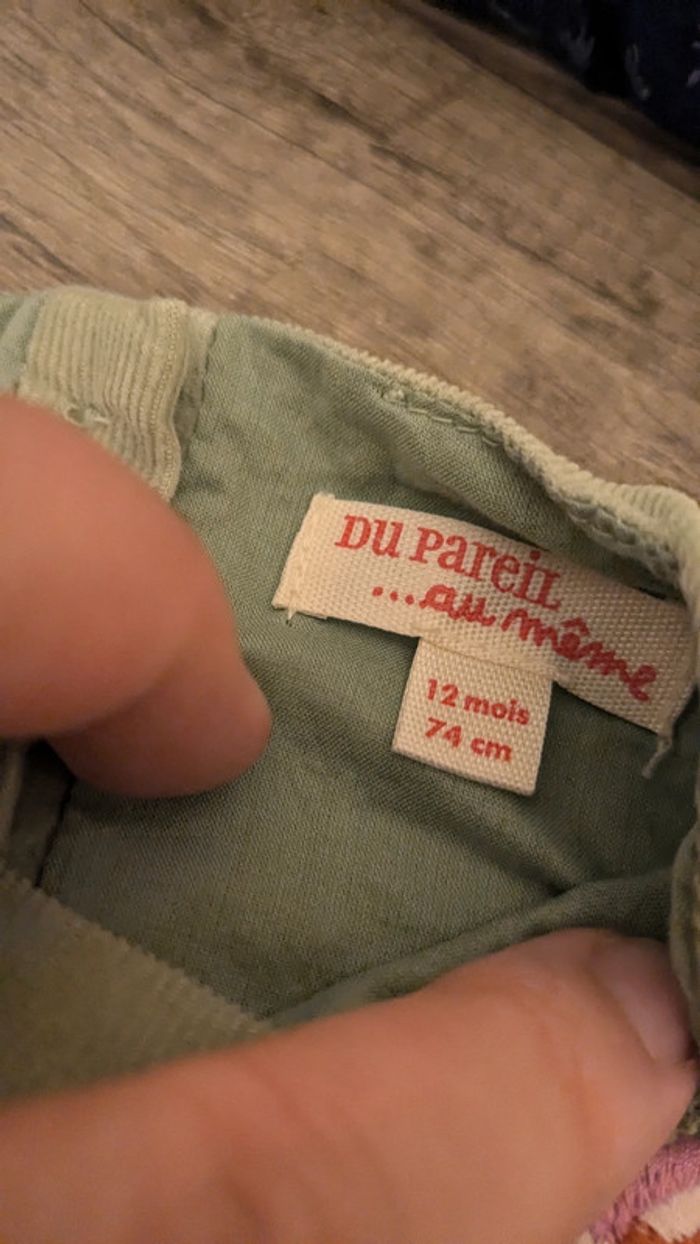 DU PAREIL
...au même
12 mois
74 cm